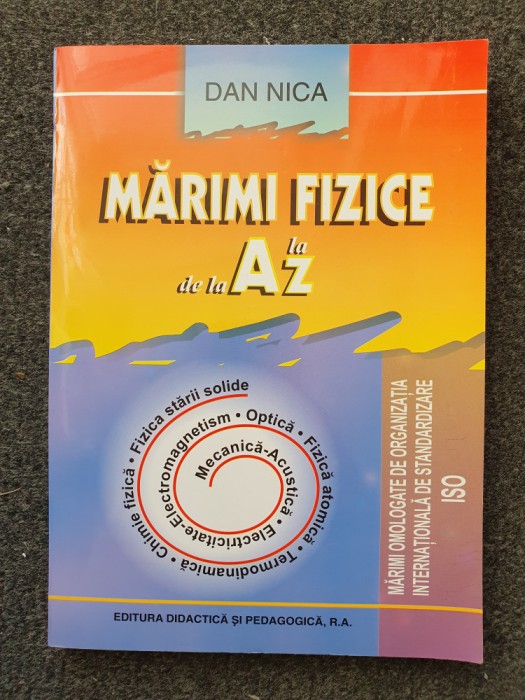 DAN NICA
MĂRIMI FIZICE
de la A la Z
Mecanică-Acustică • Electricitate-Electromagnetism • Optică • Fizică atomică • Termodinamică • Chimie fizică • Fizica stării solide
MĂRIMI OMOLOGATE DE ORGANIZAȚIA
INTERNAȚIONALĂ DE STANDARDIZARE
ISO
EDITURA DIDACTICĂ ȘI PEDAGOGICĂ, R.A.